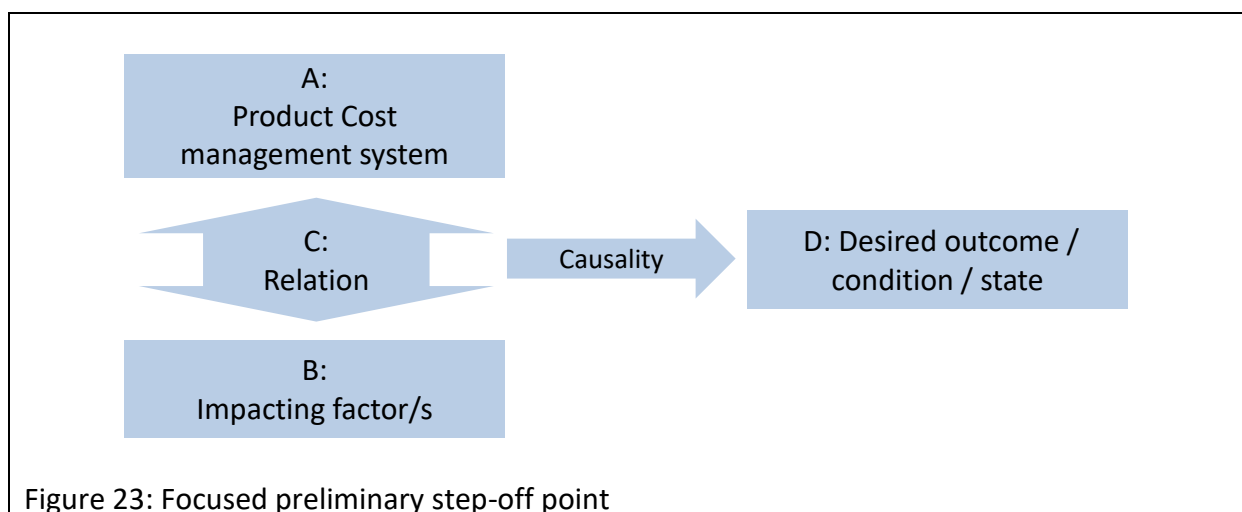 A:
Product Cost
management system
C:
Relation
Causality
D: Desired outcome /
condition / state
B:
Impacting factor/s
Figure 23: Focused preliminary step-off point